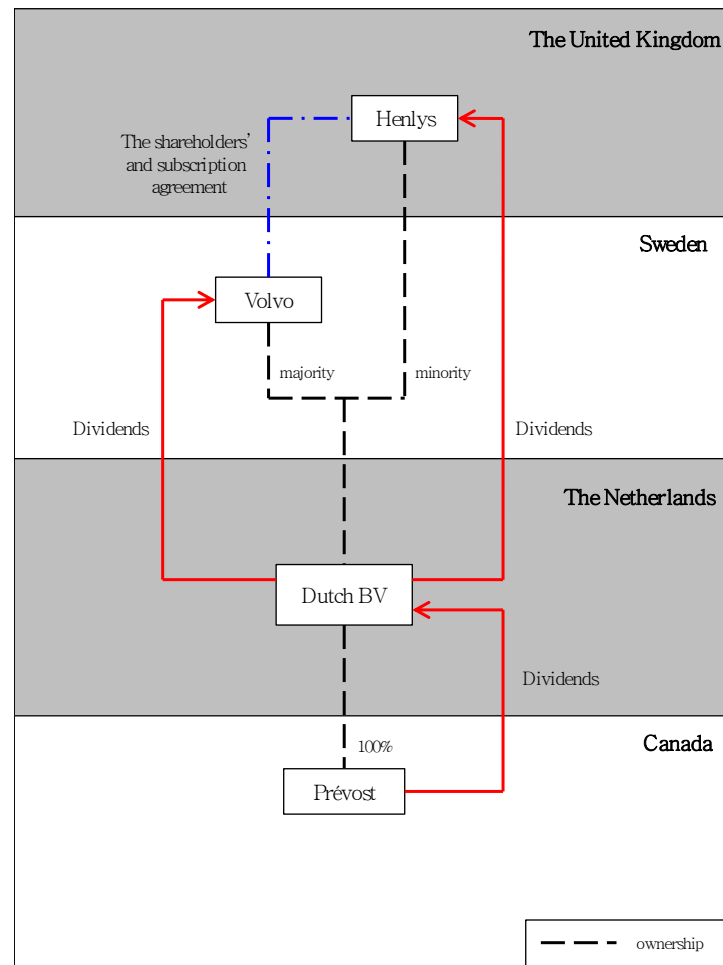 The United Kingdom
Henlys
The shareholders'
and subscription
agreement
Sweden
Volvo
majority
minority
Dividends
Dividends
The Netherlands
Dutch BV
Dividends
100%
Canada
Prévost
ownership